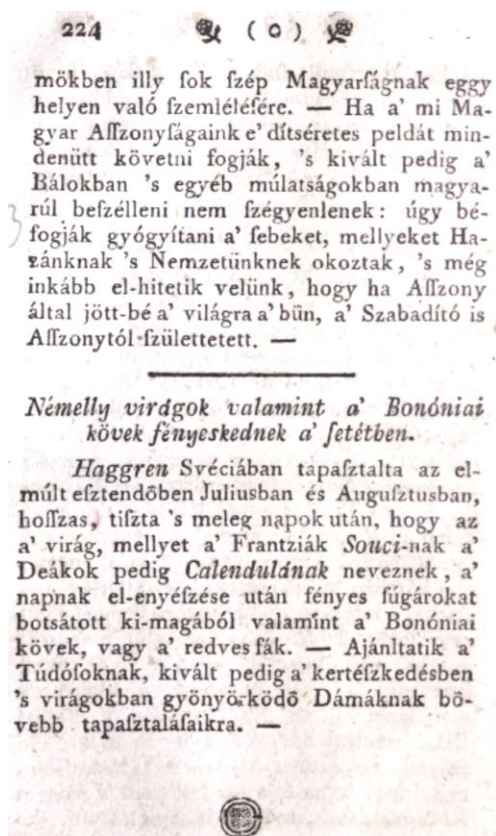 224 ( O )
mökben illy ſok ſzép Magyarſágnak eggy
helyen való ſzemléléſére. — Ha a' mi Ma-
gyar Aſſzonyſágaink e' dítséretes peldát min-
denütt követni fogják, 's kivált pedig a'
Bálokban 's egyéb múlatságokban magya-
rúl beſzélleni nem ſzégyenlenek: úgy bé-
fogják gyógyítani a' ſebeket, mellyeket Ha-
zánknak 's Nemzetünknek okoztak, 's még
inkább el-hitetik velünk, hogy ha Aſſzony
által jött-bé a' világra a' bűn, a' Szabadító is
Aſſzonytól ſzülettetett. —
Némelly virágok valamint a' Bonóniai
kövek fényeskednek a' ſetétben.
Haggren Svéciában tapaſztalta az el-
múlt eſztendőben Juliusban és Auguſztusban,
hoſſzas, tiſzta 's meleg napok után, hogy az
a' virág, mellyet a' Frantziák Souci-nak a'
Deákok pedig Calendulának neveznek, a'
napnak el-enyéſzése után fényes ſúgárokat
botsátott ki-magából valamint a' Bonóniai
kövek, vagy a' redves fák. — Ajánltatik a'
Túdóſoknak, kivált pedig a' kertéſzkedésben
's virágokban gyönyörködő Dámáknak bő-
vebb tapaſztaláſaikra. —